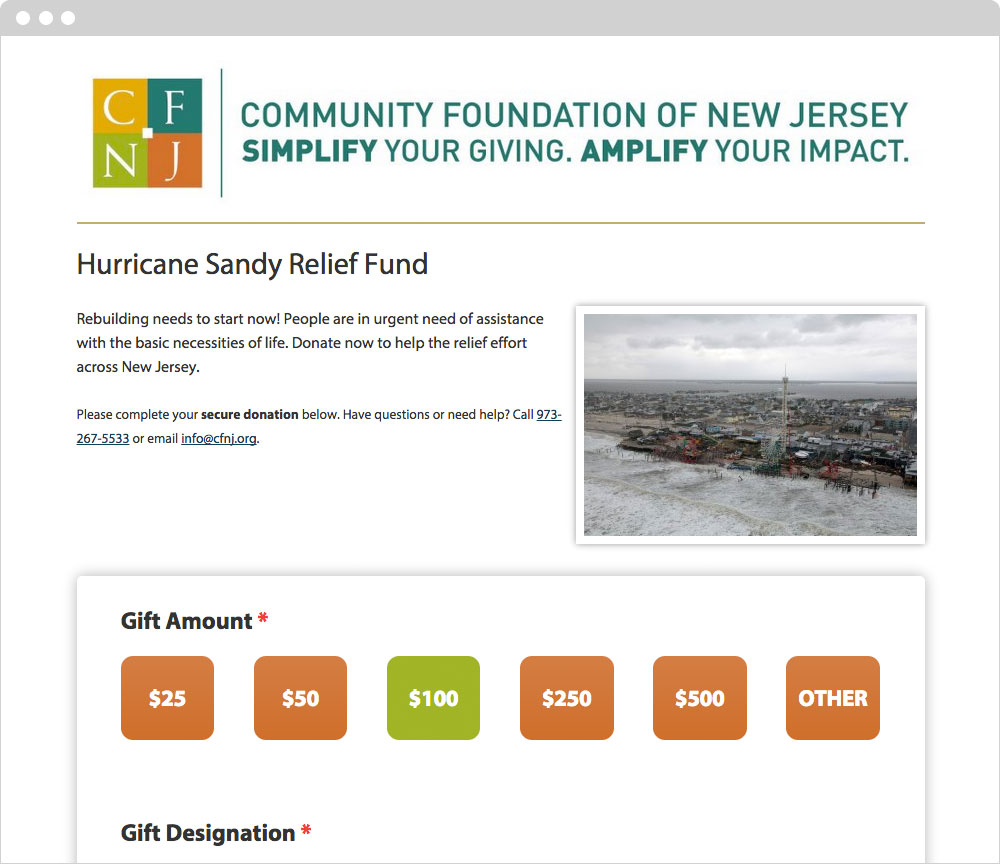 C F
N J
COMMUNITY FOUNDATION OF NEW JERSEY
SIMPLIFY YOUR GIVING. AMPLIFY YOUR IMPACT.
Hurricane Sandy Relief Fund
Rebuilding needs to start now! People are in urgent need of assistance
with the basic necessities of life. Donate now to help the relief effort
across New Jersey.
Please complete your secure donation below. Have questions or need help? Call 973-
267-5533 or email info@cfnj.org.
Gift Amount *
$25 $50 $100 $250 $500 OTHER
Gift Designation *